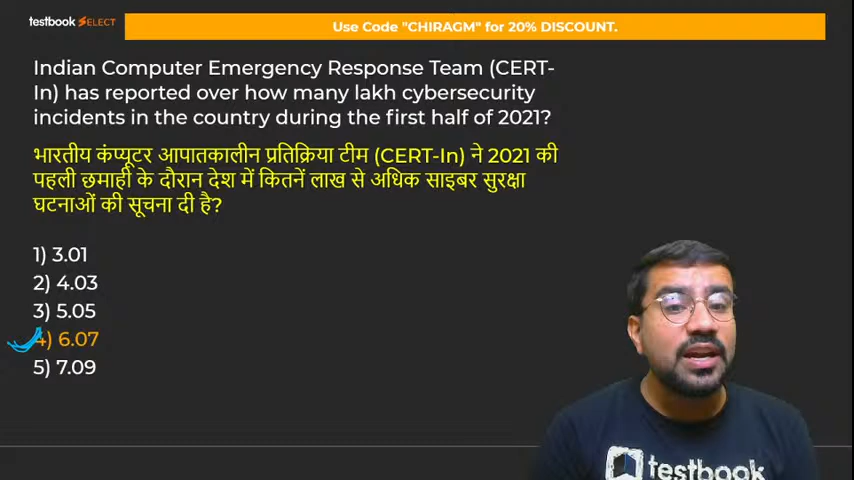 testbook SELECT
Use Code "CHIRAGM" for 20% DISCOUNT.
Indian Computer Emergency Response Team (CERT-
In) has reported over how many lakh cybersecurity
incidents in the country during the first half of 2021?
भारतीय कंप्यूटर आपातकालीन प्रतिक्रिया टीम (CERT-In) ने 2021 की
पहली छमाही के दौरान देश में कितनें लाख से अधिक साइबर सुरक्षा
घटनाओं की सूचना दी है?
1) 3.01
2) 4.03
3) 5.05
4) 6.07
5) 7.09
testbook